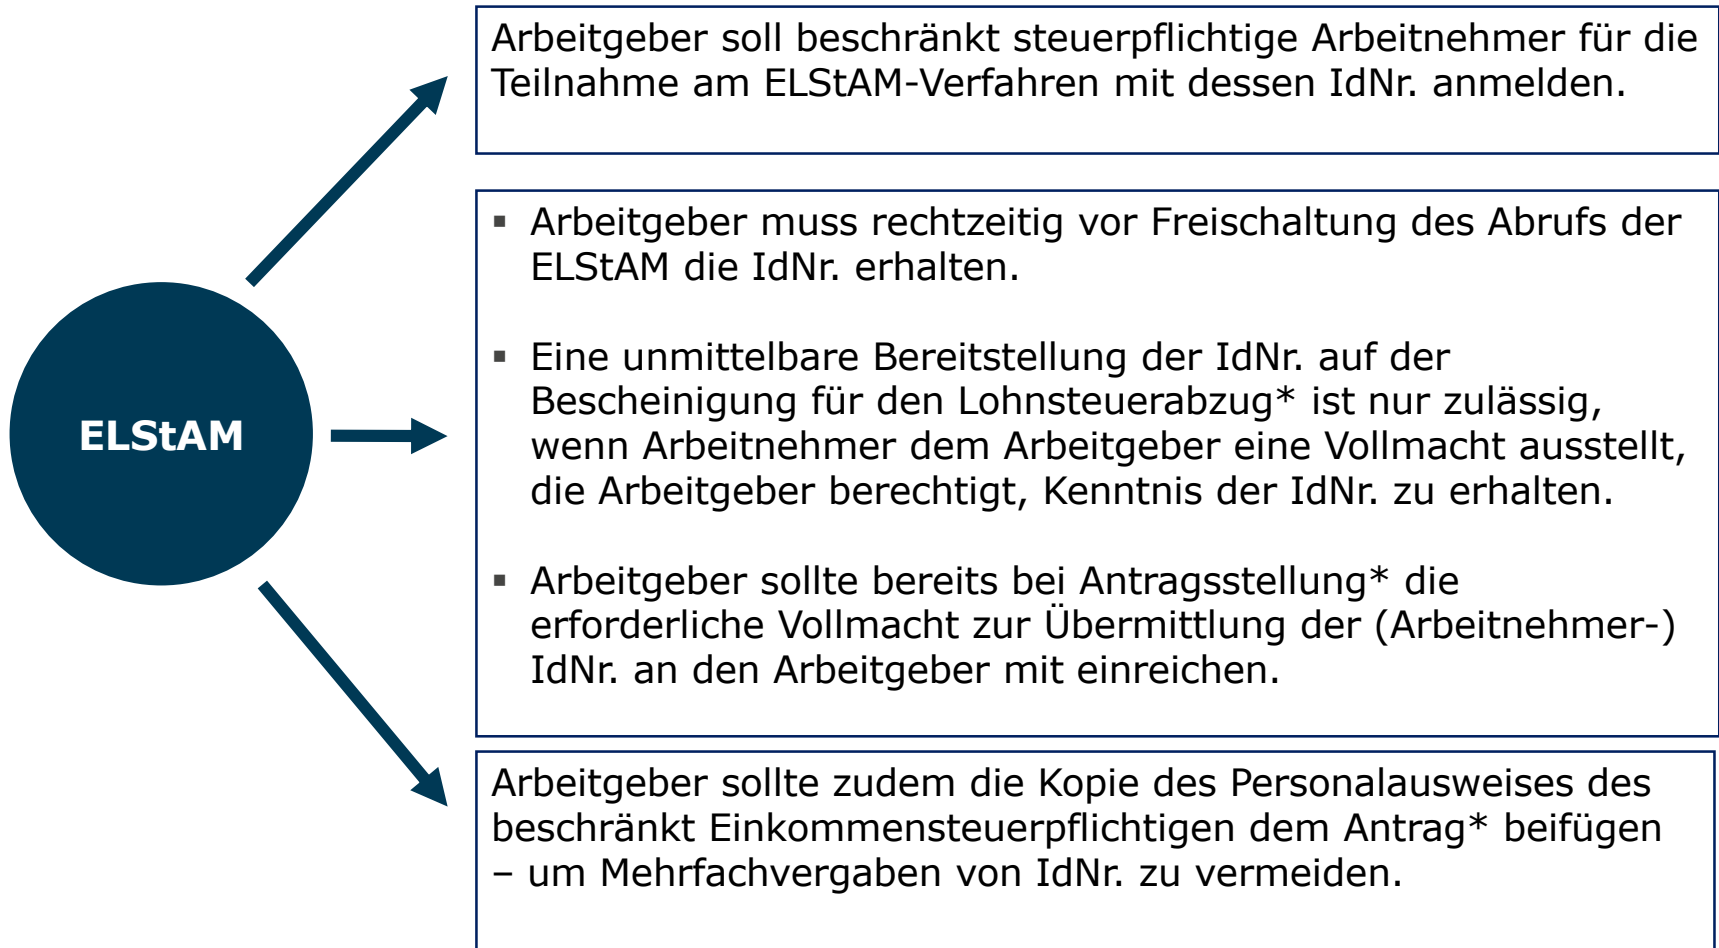 Arbeitgeber soll beschränkt steuerpflichtige Arbeitnehmer für die
Teilnahme am ELStAM-Verfahren mit dessen IdNr. anmelden.
▪ Arbeitgeber muss rechtzeitig vor Freischaltung des Abrufs der
ELStAM die IdNr. erhalten.
▪ Eine unmittelbare Bereitstellung der IdNr. auf der
Bescheinigung für den Lohnsteuerabzug* ist nur zulässig,
wenn Arbeitnehmer dem Arbeitgeber eine Vollmacht ausstellt,
die Arbeitgeber berechtigt, Kenntnis der IdNr. zu erhalten.
▪ Arbeitgeber sollte bereits bei Antragsstellung* die
erforderliche Vollmacht zur Übermittlung der (Arbeitnehmer-)
IdNr. an den Arbeitgeber mit einreichen.
ELStAM
Arbeitgeber sollte zudem die Kopie des Personalausweises des
beschränkt Einkommensteuerpflichtigen dem Antrag* beifügen
– um Mehrfachvergaben von IdNr. zu vermeiden.